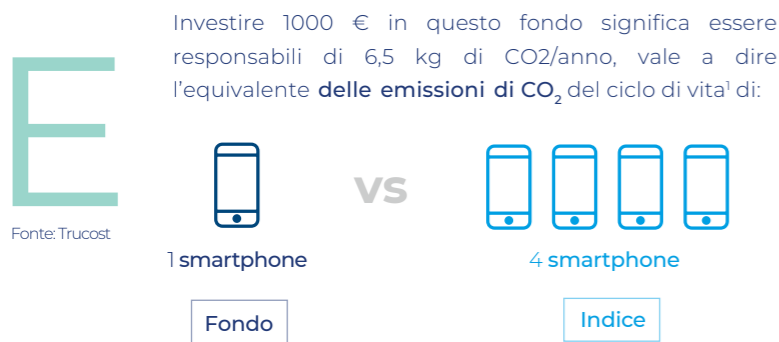 Investire 1000 € in questo fondo significa essere
responsabili di 6,5 kg di CO2/anno, vale a dire
l'equivalente delle emissioni di CO₂ del ciclo di vita¹ di:
E
Fonte: Trucost
vs
1 smartphone
4 smartphone
Fondo
Indice